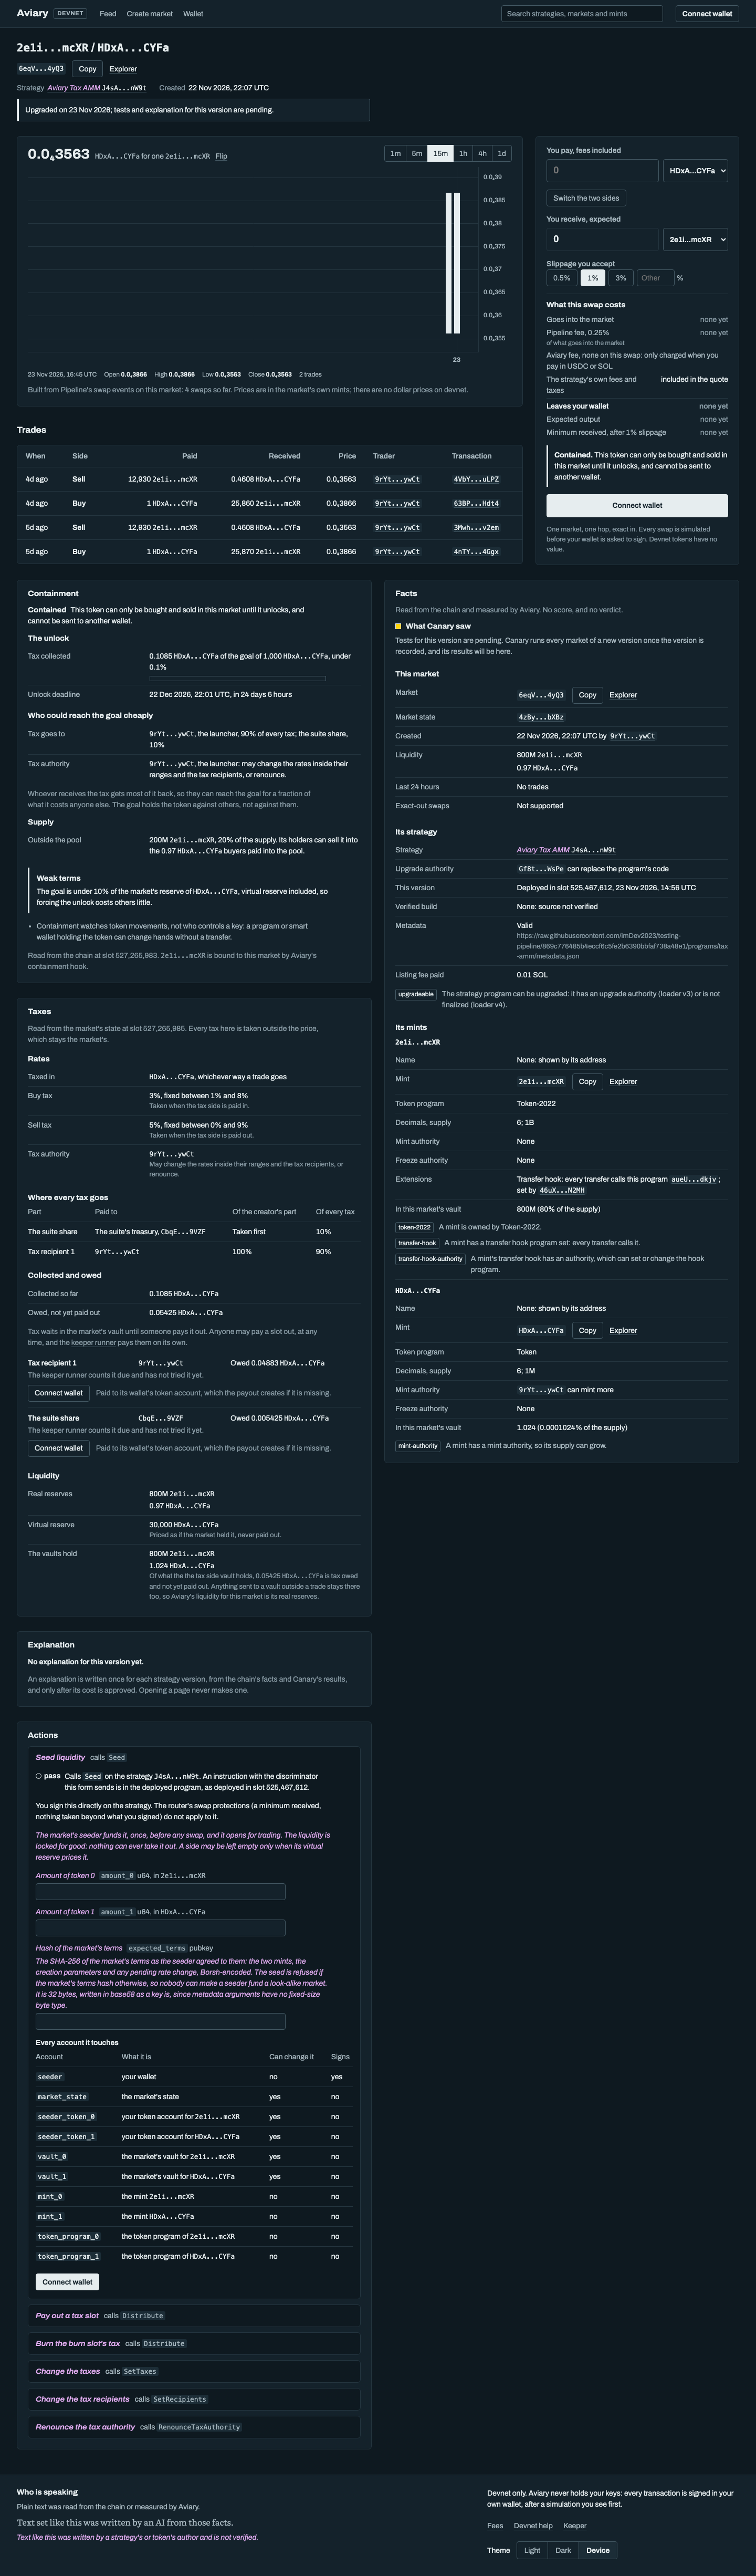 Aviary DEVNET Feed Create market Wallet Search strategies, markets and mints Connect wallet
2e1i...mcXR / HDxA...CYFa
6eqV...4yQ3 Copy Explorer
Strategy Aviary Tax AMM J4sA...nW9t Created 22 Nov 2026, 22:07 UTC
Upgraded on 23 Nov 2026; tests and explanation for this version are pending.
0.0₄3563 HDxA...CYFa for one 2e1i...mcXR Flip
1m 5m 15m 1h 4h 1d
0.0₄39
0.0₄385
0.0₄38
0.0₄375
0.0₄37
0.0₄365
0.0₄36
0.0₄355
23
23 Nov 2026, 16:45 UTC Open 0.0₄3866 High 0.0₄3866 Low 0.0₄3563 Close 0.0₄3563 2 trades
Built from Pipeline's swap events on this market: 4 swaps so far. Prices are in the market's own mints; there are no dollar prices on devnet.
You pay, fees included
0 HDxA...CYFa
Switch the two sides
You receive, expected
0 2e1i...mcXR
Slippage you accept
0.5% 1% 3% Other %
What this swap costs
Goes into the market none yet
Pipeline fee, 0.25% none yet
of what goes into the market
Aviary fee, none on this swap: only charged when you
pay in USDC or SOL
The strategy's own fees and included in the quote
taxes
Leaves your wallet none yet
Expected output none yet
Minimum received, after 1% slippage none yet
Contained. This token can only be bought and sold in
this market until it unlocks, and cannot be sent to
another wallet.
Connect wallet
One market, one hop, exact in. Every swap is simulated
before your wallet is asked to sign. Devnet tokens have no
value.
Trades
When Side Paid Received Price Trader Transaction
4d ago Sell 12,930 2e1i...mcXR 0.4608 HDxA...CYFa 0.0₄3563 9rYt...ywCt 4VbY...uLPZ
4d ago Buy 1 HDxA...CYFa 25,860 2e1i...mcXR 0.0₄3866 9rYt...ywCt 63BP...Hdt4
5d ago Sell 12,930 2e1i...mcXR 0.4608 HDxA...CYFa 0.0₄3563 9rYt...ywCt 3Mwh...v2em
5d ago Buy 1 HDxA...CYFa 25,870 2e1i...mcXR 0.0₄3866 9rYt...ywCt 4nTY...4Ggx
Containment
Contained This token can only be bought and sold in this market until it unlocks, and
cannot be sent to another wallet.
The unlock
Tax collected 0.1085 HDxA...CYFa of the goal of 1,000 HDxA...CYFa, under
0.1%
Unlock deadline 22 Dec 2026, 22:01 UTC, in 24 days 6 hours
Who could reach the goal cheaply
Tax goes to 9rYt...ywCt, the launcher, 90% of every tax; the suite share,
10%
Tax authority 9rYt...ywCt, the launcher: may change the rates inside their
ranges and the tax recipients, or renounce.
Whoever receives the tax gets most of it back, so they can reach the goal for a fraction of
what it costs anyone else. The goal holds the token against others, not against them.
Supply
Outside the pool 200M 2e1i...mcXR, 20% of the supply. Its holders can sell it into
the 0.97 HDxA...CYFa buyers paid into the pool.
Weak terms
The goal is under 10% of the market's reserve of HDxA...CYFa, virtual reserve included, so
forcing the unlock costs others little.
• Containment watches token movements, not who controls a key: a program or smart
wallet holding the token can change hands without a transfer.
Read from the chain at slot 527,265,983. 2e1i...mcXR is bound to this market by Aviary's
containment hook.
Taxes
Read from the market's state at slot 527,265,985. Every tax here is taken outside the price,
which stays the market's.
Rates
Taxed in HDxA...CYFa, whichever way a trade goes
Buy tax 3%, fixed between 1% and 8%
Taken when the tax side is paid in.
Sell tax 5%, fixed between 0% and 9%
Taken when the tax side is paid out.
Tax authority 9rYt...ywCt
May change the rates inside their ranges and the tax recipients, or
renounce.
Where every tax goes
Part Paid to Of the creator's part Of every tax
The suite share The suite's treasury, CbqE...9VZF Taken first 10%
Tax recipient 1 9rYt...ywCt 100% 90%
Collected and owed
Collected so far 0.1085 HDxA...CYFa
Owed, not yet paid out 0.05425 HDxA...CYFa
Tax waits in the market's vault until someone pays it out. Anyone may pay a slot out, at any
time, and the keeper runner pays them on its own.
Tax recipient 1 9rYt...ywCt Owed 0.04883 HDxA...CYFa
The keeper runner counts it due and has not tried it yet.
Connect wallet Paid to its wallet's token account, which the payout creates if it is missing.
The suite share CbqE...9VZF Owed 0.005425 HDxA...CYFa
The keeper runner counts it due and has not tried it yet.
Connect wallet Paid to its wallet's token account, which the payout creates if it is missing.
Liquidity
Real reserves 800M 2e1i...mcXR
0.97 HDxA...CYFa
Virtual reserve 30,000 HDxA...CYFa
Priced as if the market held it, never paid out.
The vaults hold 800M 2e1i...mcXR
1.024 HDxA...CYFa
Of what the the tax side vault holds, 0.05425 HDxA...CYFa is tax owed
and not yet paid out. Anything sent to a vault outside a trade stays there
too, so Aviary's liquidity for this market is its real reserves.
Explanation
No explanation for this version yet.
An explanation is written once for each strategy version, from the chain's facts and Canary's results,
and only after its cost is approved. Opening a page never makes one.
Actions
Seed liquidity calls Seed
pass Calls Seed on the strategy J4sA...nW9t. An instruction with the discriminator
this form sends is in the deployed program, as deployed in slot 525,467,612.
You sign this directly on the strategy. The router's swap protections (a minimum received,
nothing taken beyond what you signed) do not apply to it.
The market's seeder funds it, once, before any swap, and it opens for trading. The liquidity is
locked for good: nothing can ever take it out. A side may be left empty only when its virtual
reserve prices it.
Amount of token 0 amount_0 u64, in 2e1i...mcXR
Amount of token 1 amount_1 u64, in HDxA...CYFa
Hash of the market's terms expected_terms pubkey
The SHA-256 of the market's terms as the seeder agreed to them: the two mints, the
creation parameters and any pending rate change, Borsh-encoded. The seed is refused if
the market's terms hash otherwise, so nobody can make a seeder fund a look-alike market.
It is 32 bytes, written in base58 as a key is, since metadata arguments have no fixed-size
byte type.
Every account it touches
Account What it is Can change it Signs
seeder your wallet no yes
market_state the market's state yes no
seeder_token_0 your token account for 2e1i...mcXR yes no
seeder_token_1 your token account for HDxA...CYFa yes no
vault_0 the market's vault for 2e1i...mcXR yes no
vault_1 the market's vault for HDxA...CYFa yes no
mint_0 the mint 2e1i...mcXR no no
mint_1 the mint HDxA...CYFa no no
token_program_0 the token program of 2e1i...mcXR no no
token_program_1 the token program of HDxA...CYFa no no
Connect wallet
Pay out a tax slot calls Distribute
Burn the burn slot's tax calls Distribute
Change the taxes calls SetTaxes
Change the tax recipients calls SetRecipients
Renounce the tax authority calls RenounceTaxAuthority
Facts
Read from the chain and measured by Aviary. No score, and no verdict.
What Canary saw
Tests for this version are pending. Canary runs every market of a new version once the version is
recorded, and its results will be here.
This market
Market 6eqV...4yQ3 Copy Explorer
Market state 4zBy...bXBz
Created 22 Nov 2026, 22:07 UTC by 9rYt...ywCt
Liquidity 800M 2e1i...mcXR
0.97 HDxA...CYFa
Last 24 hours No trades
Exact-out swaps Not supported
Its strategy
Strategy Aviary Tax AMM J4sA...nW9t
Upgrade authority Gf8t...WsPe can replace the program's code
This version Deployed in slot 525,467,612, 23 Nov 2026, 14:56 UTC
Verified build None: source not verified
Metadata Valid
https://raw.githubusercontent.com/imDev2023/testing-
pipeline/869c776485b4eccf6c5fe2b6390bbfaf738a48e1/programs/tax
-amm/metadata.json
Listing fee paid 0.01 SOL
upgradeable The strategy program can be upgraded: it has an upgrade authority (loader v3) or is not
finalized (loader v4).
Its mints
2e1i...mcXR
Name None: shown by its address
Mint 2e1i...mcXR Copy Explorer
Token program Token-2022
Decimals, supply 6; 1B
Mint authority None
Freeze authority None
Extensions Transfer hook: every transfer calls this program aueU...dkjv;
set by 46uX...N2MH
In this market's vault 800M (80% of the supply)
token-2022 A mint is owned by Token-2022.
transfer-hook A mint has a transfer hook program set: every transfer calls it.
transfer-hook-authority A mint's transfer hook has an authority, which can set or change the hook
program.
HDxA...CYFa
Name None: shown by its address
Mint HDxA...CYFa Copy Explorer
Token program Token
Decimals, supply 6; 1M
Mint authority 9rYt...ywCt can mint more
Freeze authority None
In this market's vault 1.024 (0.0001024% of the supply)
mint-authority A mint has a mint authority, so its supply can grow.
Who is speaking
Plain text was read from the chain or measured by Aviary.
Text set like this was written by an AI from those facts.
Text like this was written by a strategy's or token's author and is not verified.
Devnet only. Aviary never holds your keys: every transaction is signed in your
own wallet, after a simulation you see first.
Fees Devnet help Keeper
Theme Light Dark Device